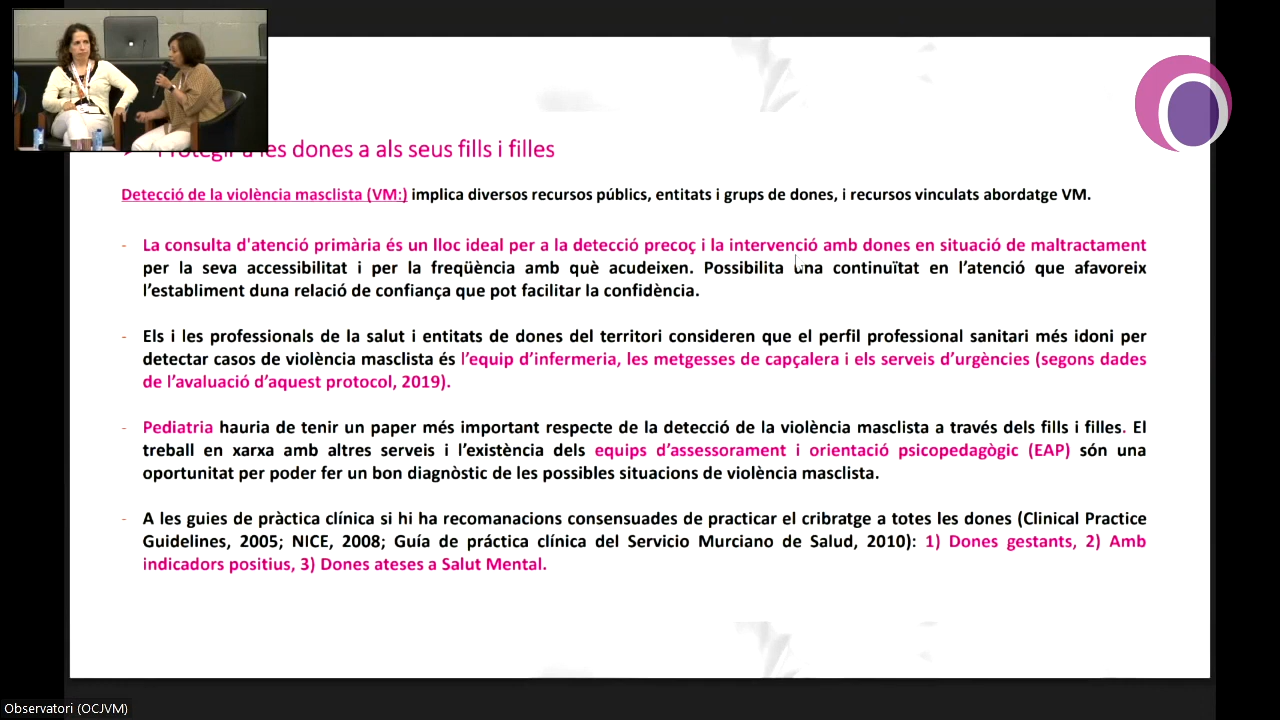 a les dones a als seus fills i filles
Detecció de la violència masclista (VM:) implica diversos recursos públics, entitats i grups de dones, i recursos vinculats abordatge VM.
- La consulta d'atenció primària és un lloc ideal per a la detecció precoç i la intervenció amb dones en situació de maltractament
per la seva accessibilitat i per la freqüència amb què acudeixen. Possibilita una continuïtat en l’atenció que afavoreix
l’establiment duna relació de confiança que pot facilitar la confidència.
- Els i les professionals de la salut i entitats de dones del territori consideren que el perfil professional sanitari més idoni per
detectar casos de violència masclista és l’equip d’infermeria, les metgesses de capçalera i els serveis d’urgències (segons dades
de l’avaluació d’aquest protocol, 2019).
- Pediatria hauria de tenir un paper més important respecte de la detecció de la violència masclista a través dels fills i filles. El
treball en xarxa amb altres serveis i l’existència dels equips d’assessorament i orientació psicopedagògic (EAP) són una
oportunitat per poder fer un bon diagnòstic de les possibles situacions de violència masclista.
- A les guies de pràctica clínica si hi ha recomanacions consensuades de practicar el cribratge a totes les dones (Clinical Practice
Guidelines, 2005; NICE, 2008; Guía de práctica clínica del Servicio Murciano de Salud, 2010): 1) Dones gestants, 2) Amb
indicadors positius, 3) Dones ateses a Salut Mental.
Observatori (OCJVM)